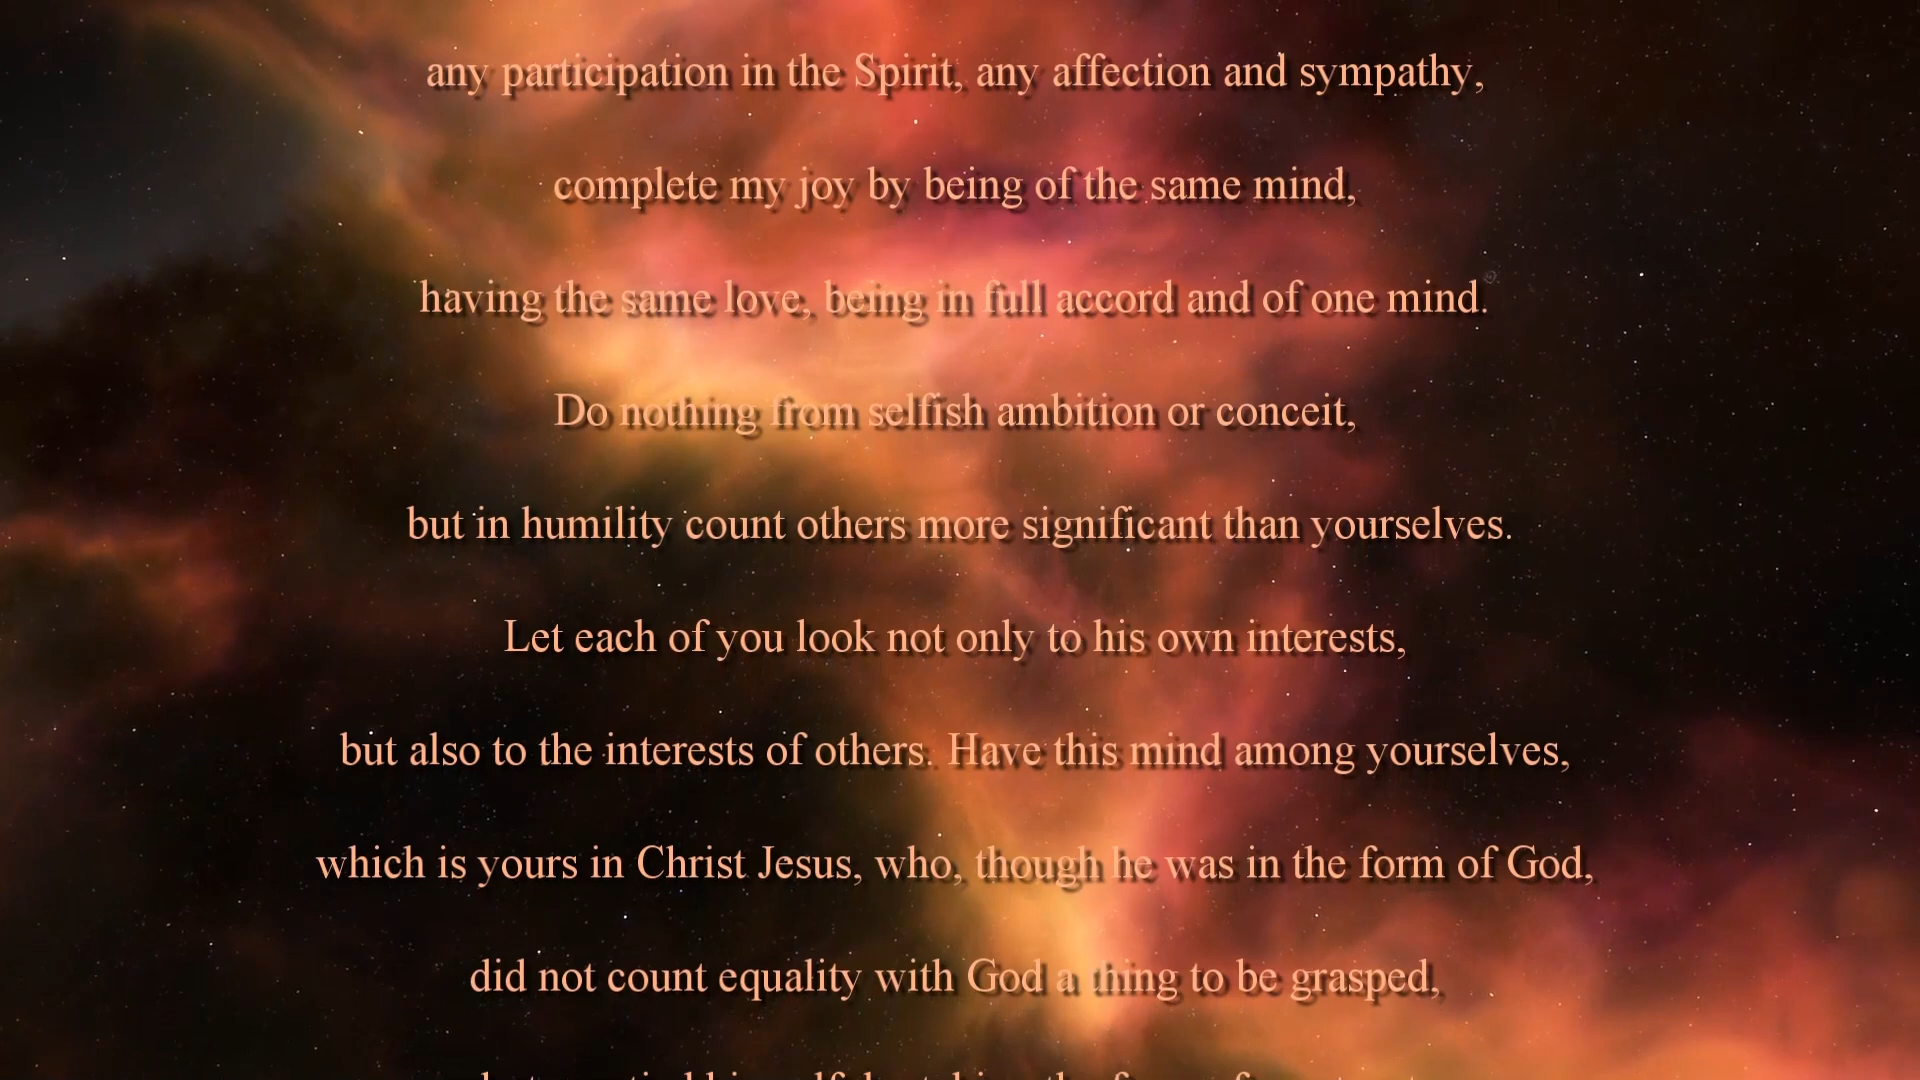 any participation in the Spirit, any affection and sympathy,
complete my joy by being of the same mind,
having the same love, being in full accord and of one mind.
Do nothing from selfish ambition or conceit,
but in humility count others more significant than yourselves.
Let each of you look not only to his own interests,
but also to the interests of others. Have this mind among yourselves,
which is yours in Christ Jesus, who, though he was in the form of God,
did not count equality with God a thing to be grasped,